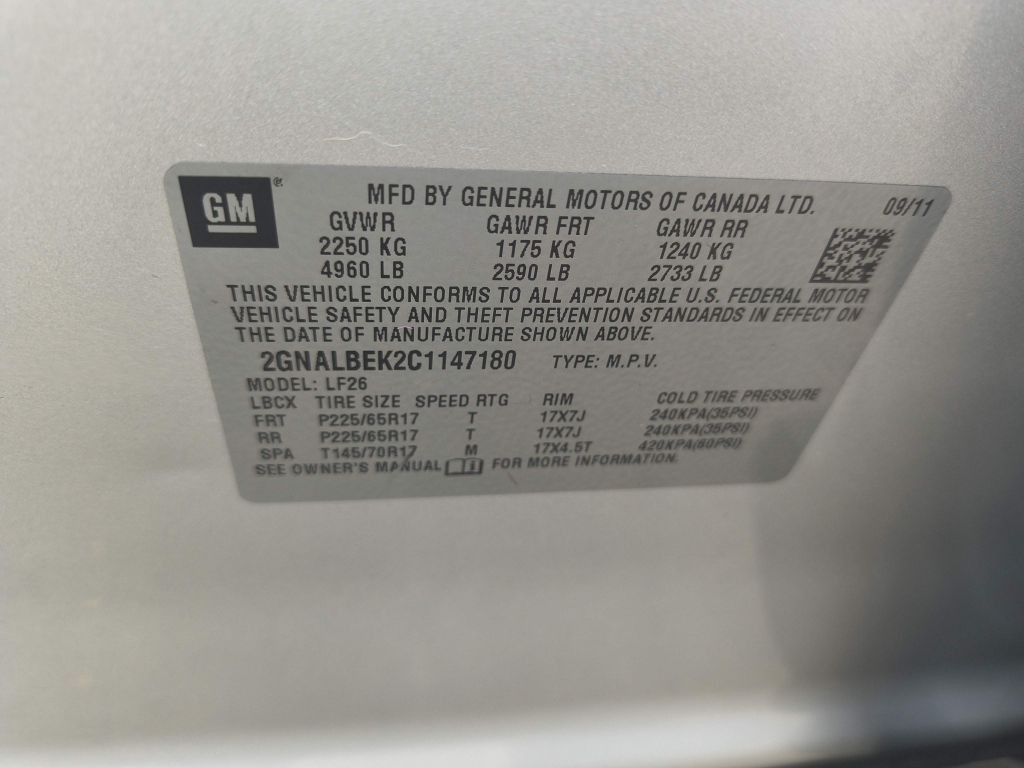 GM
MFD BY GENERAL MOTORS OF CANADA LTD. 09/11
GVWR GAWR FRT GAWR RR
2250 KG 1175 KG 1240 KG
4960 LB 2590 LB 2733 LB
THIS VEHICLE CONFORMS TO ALL APPLICABLE U.S. FEDERAL MOTOR
VEHICLE SAFETY AND THEFT PREVENTION STANDARDS IN EFFECT ON
THE DATE OF MANUFACTURE SHOWN ABOVE.
2GNALBEK2C1147180 TYPE: M.P.V.
MODEL: LF26
LBCX TIRE SIZE SPEED RTG RIM COLD TIRE PRESSURE
FRT P225/65R17 T 17X7J 240KPA(35PSI)
RR P225/65R17 T 17X7J 240KPA(35PSI)
SPA T145/70R17 M 17X4.5T 420KPA(60PSI)
SEE OWNER'S MANUAL FOR MORE INFORMATION.